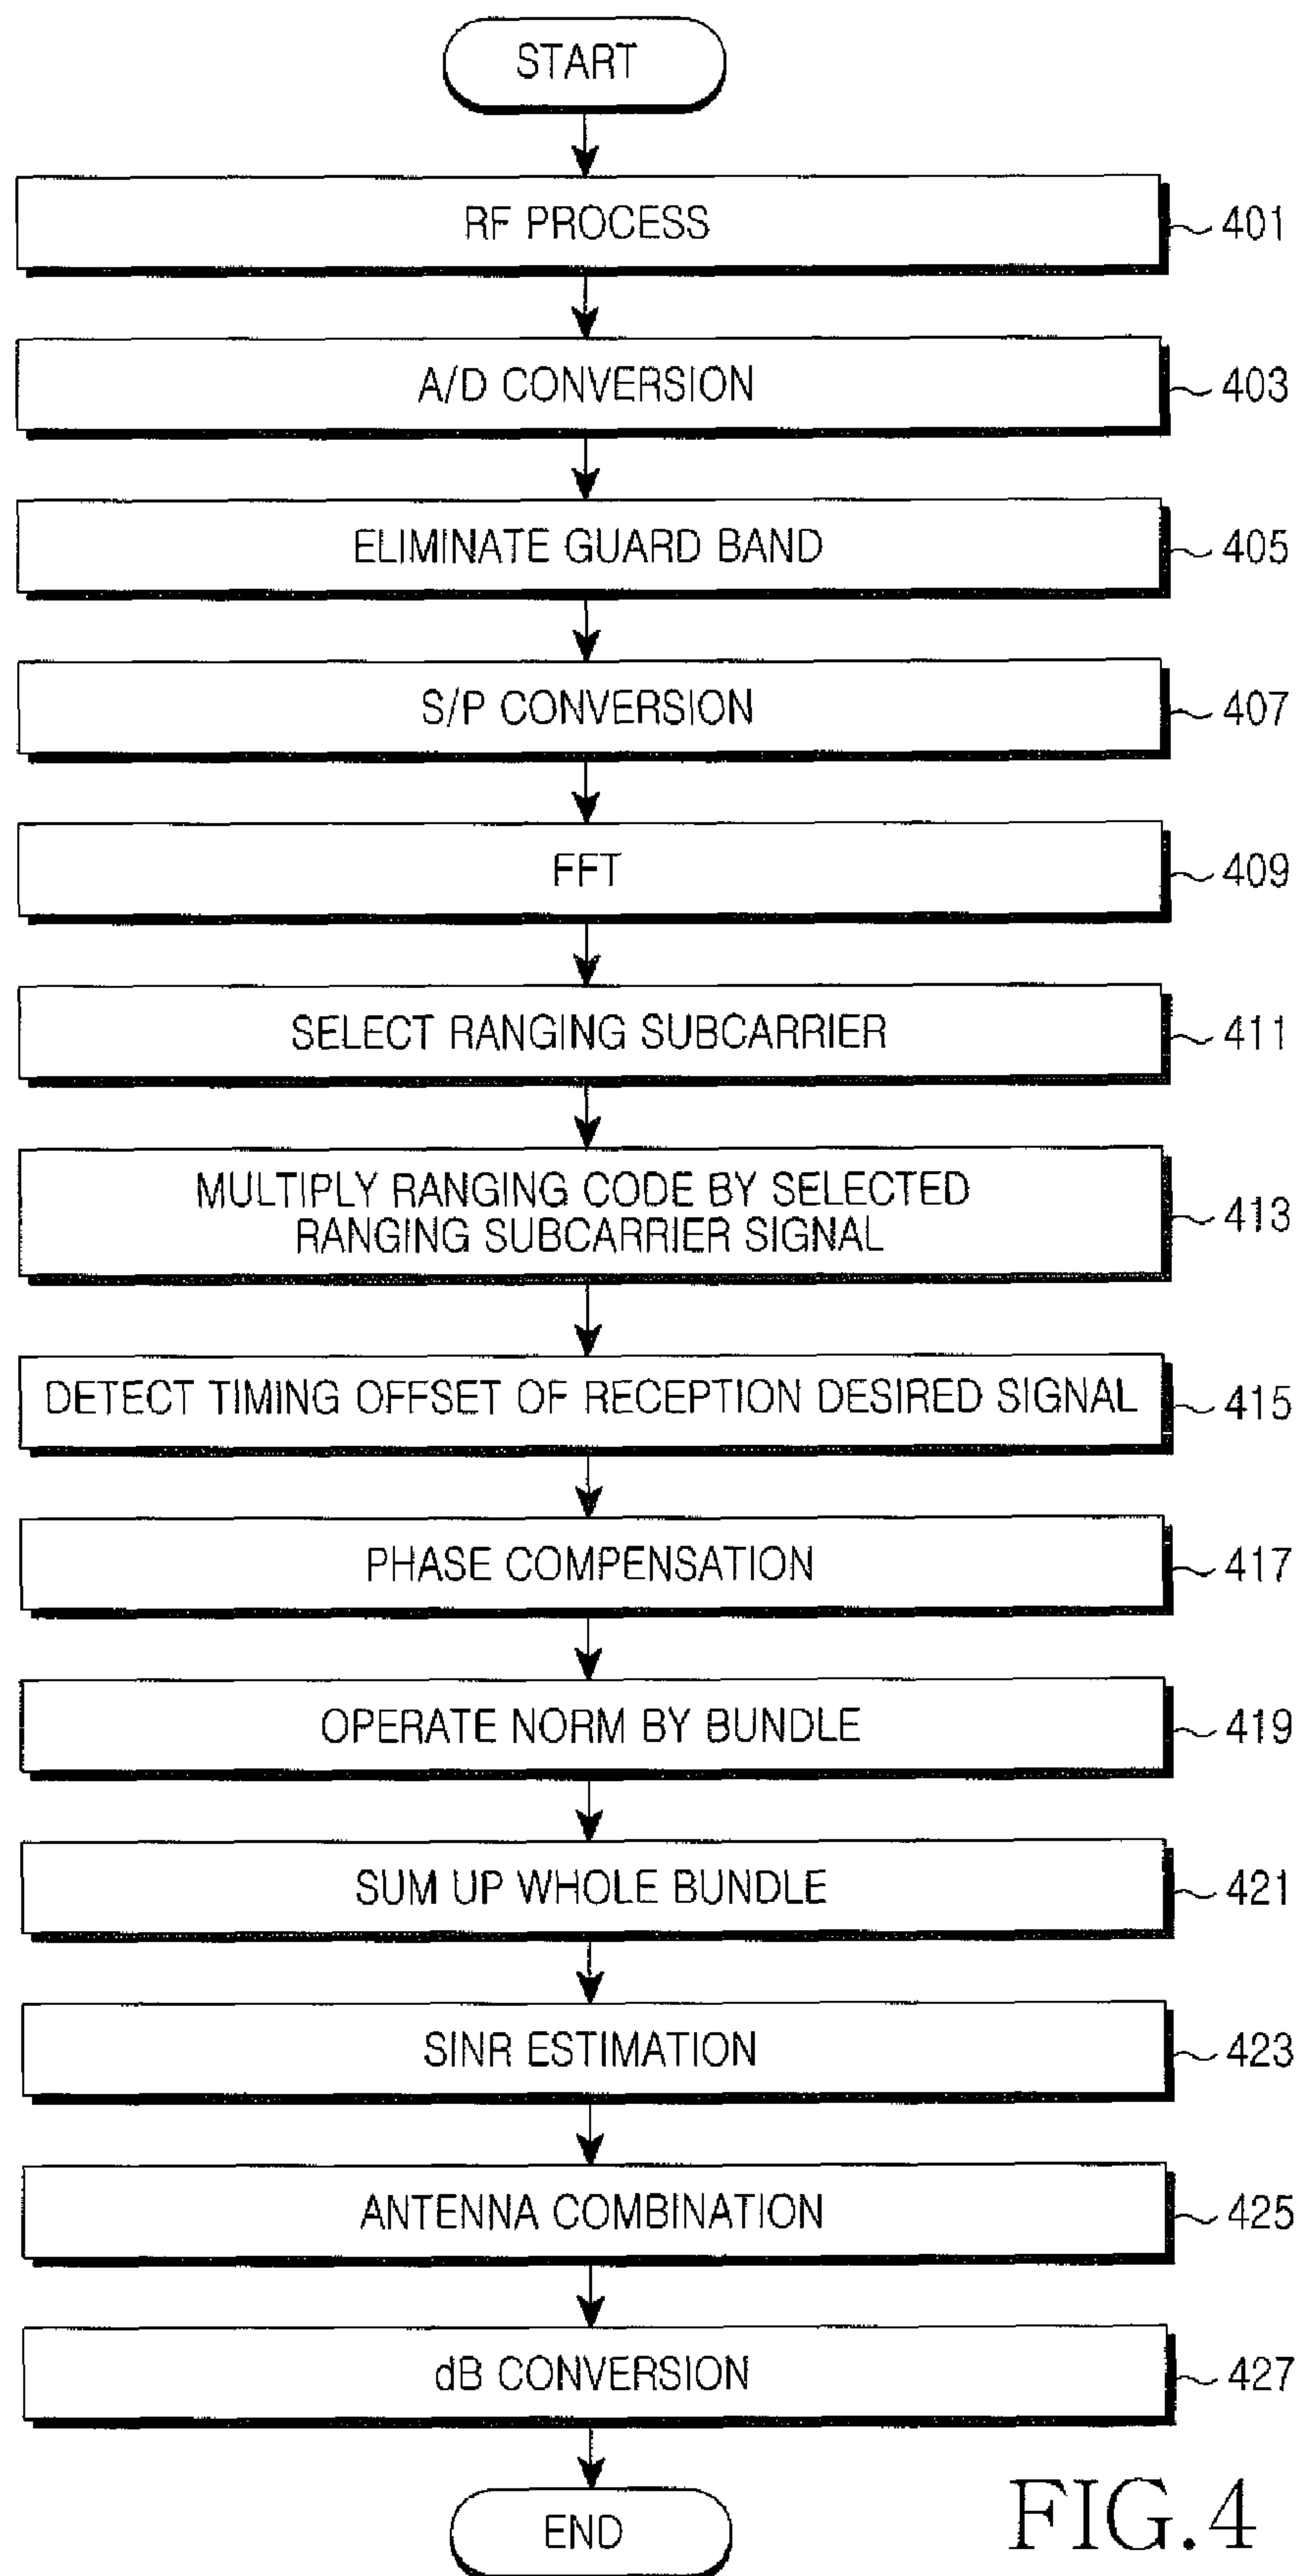 START
RF PROCESS
401
A/D CONVERSION
403
ELIMINATE GUARD BAND
405
S/P CONVERSION
407
FFT
409
SELECT RANGING SUBCARRIER
411
MULTIPLY RANGING CODE BY SELECTED
RANGING SUBCARRIER SIGNAL
413
DETECT TIMING OFFSET OF RECEPTION DESIRED SIGNAL
415
PHASE COMPENSATION
417
OPERATE NORM BY BUNDLE
419
SUM UP WHOLE BUNDLE
421
SINR ESTIMATION
423
ANTENNA COMBINATION
425
dB CONVERSION
427
END
FIG.4